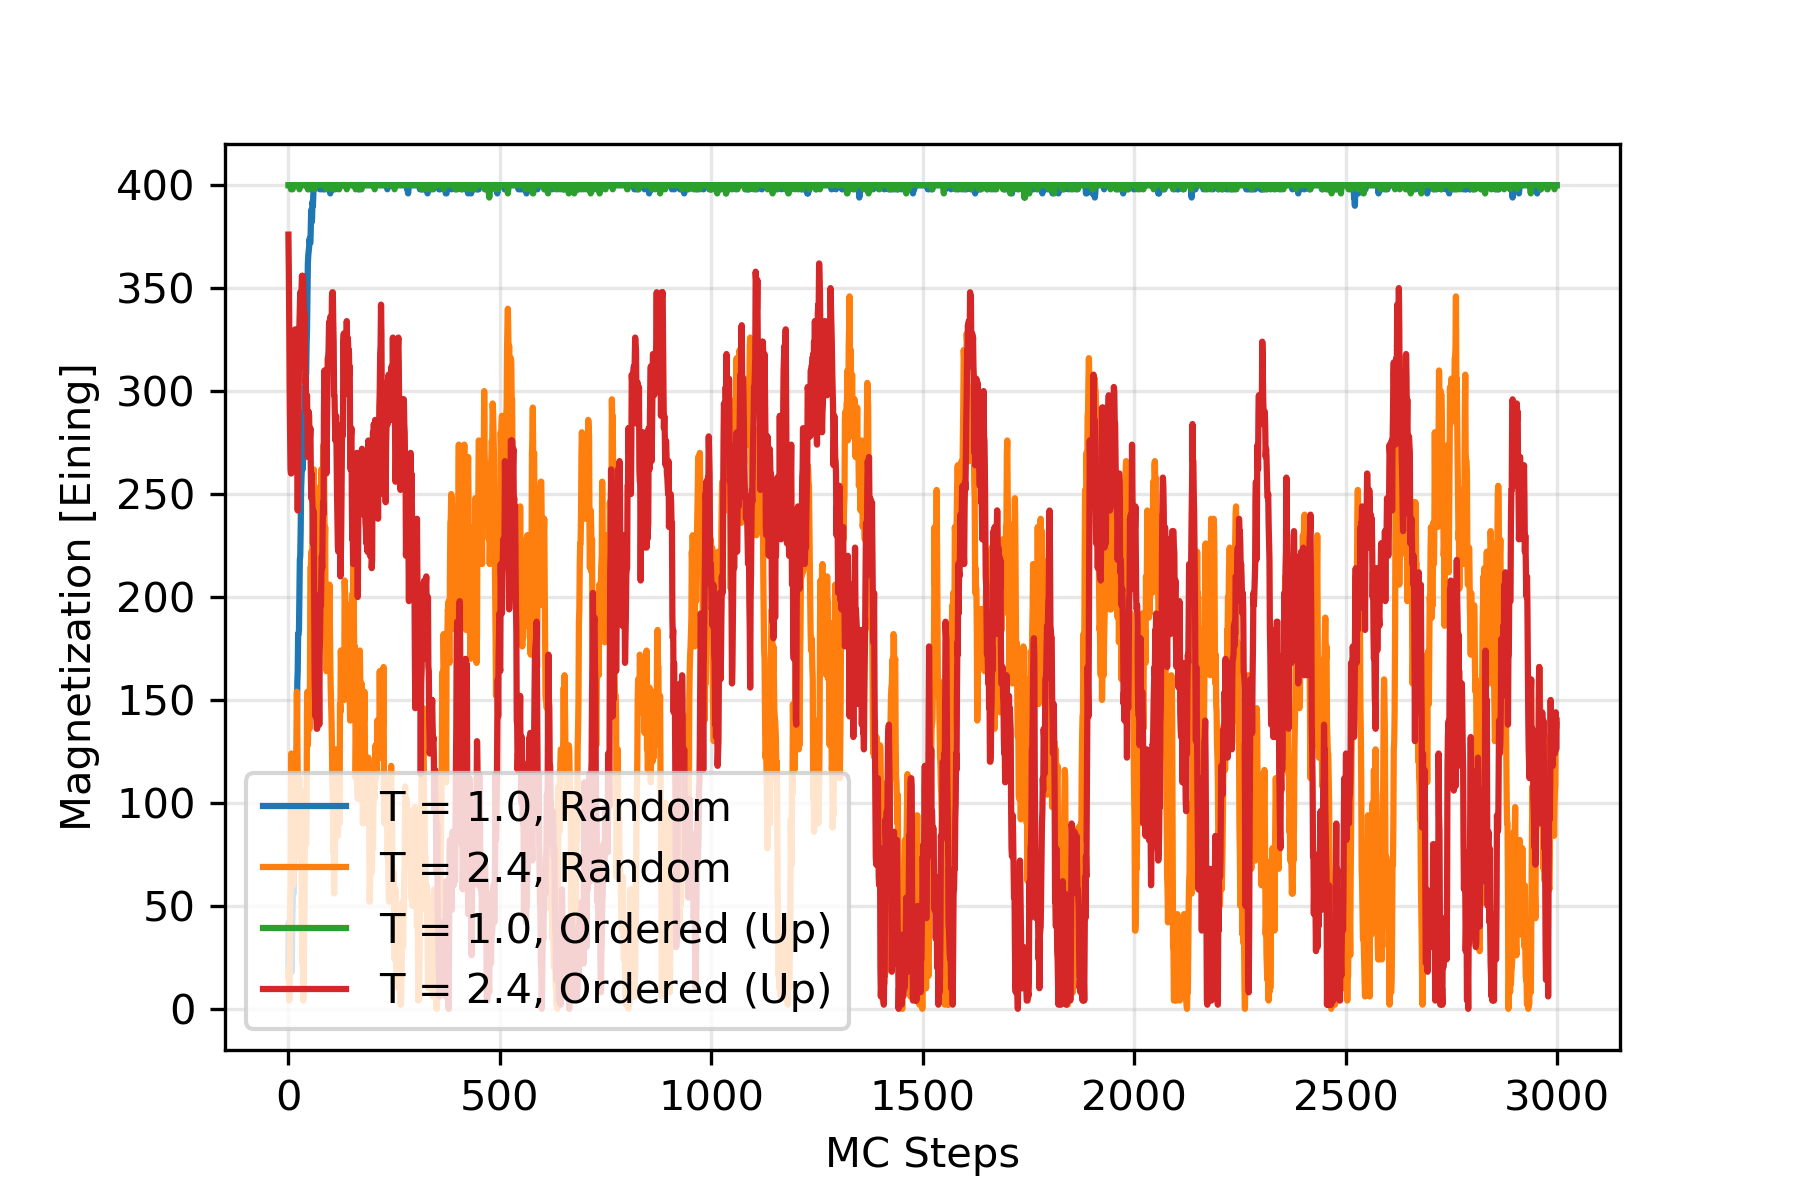 400
350
300
250
200
150
100
50
0
Magnetization [Eining]
T = 1.0, Random
T = 2.4, Random
T = 1.0, Ordered (Up)
T = 2.4, Ordered (Up)
0 500 1000 1500 2000 2500 3000
MC Steps